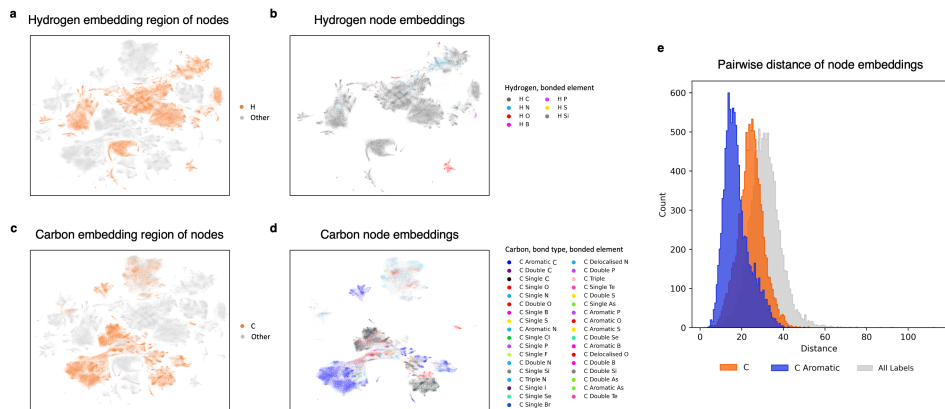 a
Hydrogen embedding region of nodes
H
Other
b
Hydrogen node embeddings
Hydrogen, bonded element
H C
H N
H O
H B
H P
H S
H Si
c
Carbon embedding region of nodes
C
Other
d
Carbon node embeddings
Carbon, bond type, bonded element
C Aromatic C
C Double C
C Single C
C Single O
C Single N
C Double O
C Single B
C Single S
C Aromatic N
C Single Cl
C Single P
C Single F
C Double N
C Single Si
C Triple N
C Single I
C Single Se
C Single Br
C Delocalised N
C Double P
C Triple
C Single Te
C Double S
C Single As
C Aromatic P
C Aromatic O
C Aromatic S
C Double Se
C Aromatic B
C Delocalised O
C Double B
C Double Si
C Double As
C Aromatic As
C Double Te
e
Pairwise distance of node embeddings
600
500
400
300
200
100
0
Count
0 20 40 60 80 100
Distance
C C Aromatic All Labels